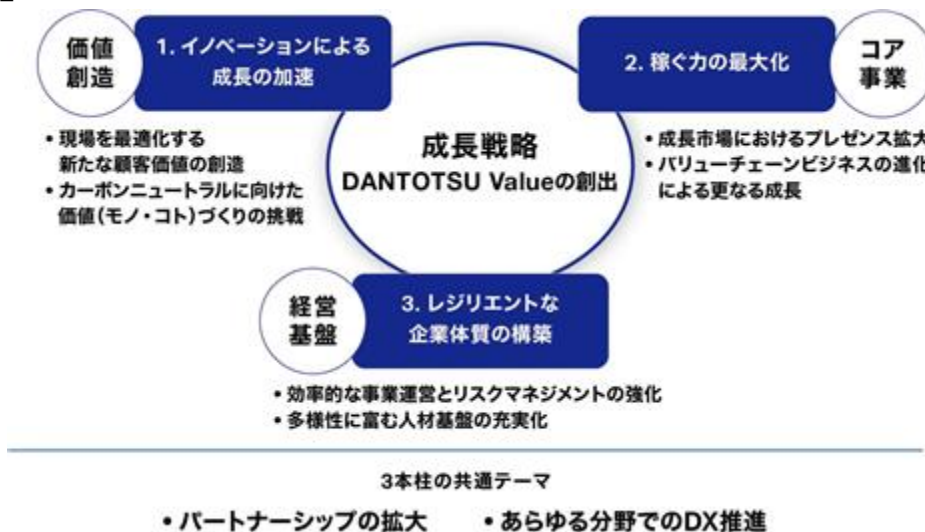 価値
創造
1. イノベーションによる
成長の加速
• 現場を最適化する
新たな顧客価値の創造
• カーボンニュートラルに向けた
価値(モノ・コト)づくりの挑戦
2. 稼ぐ力の最大化
コア
事業
• 成長市場におけるプレゼンス拡大
• バリューチェーンビジネスの進化
による更なる成長
成長戦略
DANTOTSU Valueの創出
経営
基盤
3. レジリエントな
企業体質の構築
• 効率的な事業運営とリスクマネジメントの強化
• 多様性に富む人材基盤の充実化
3本柱の共通テーマ
• パートナーシップの拡大 • あらゆる分野でのDX推進